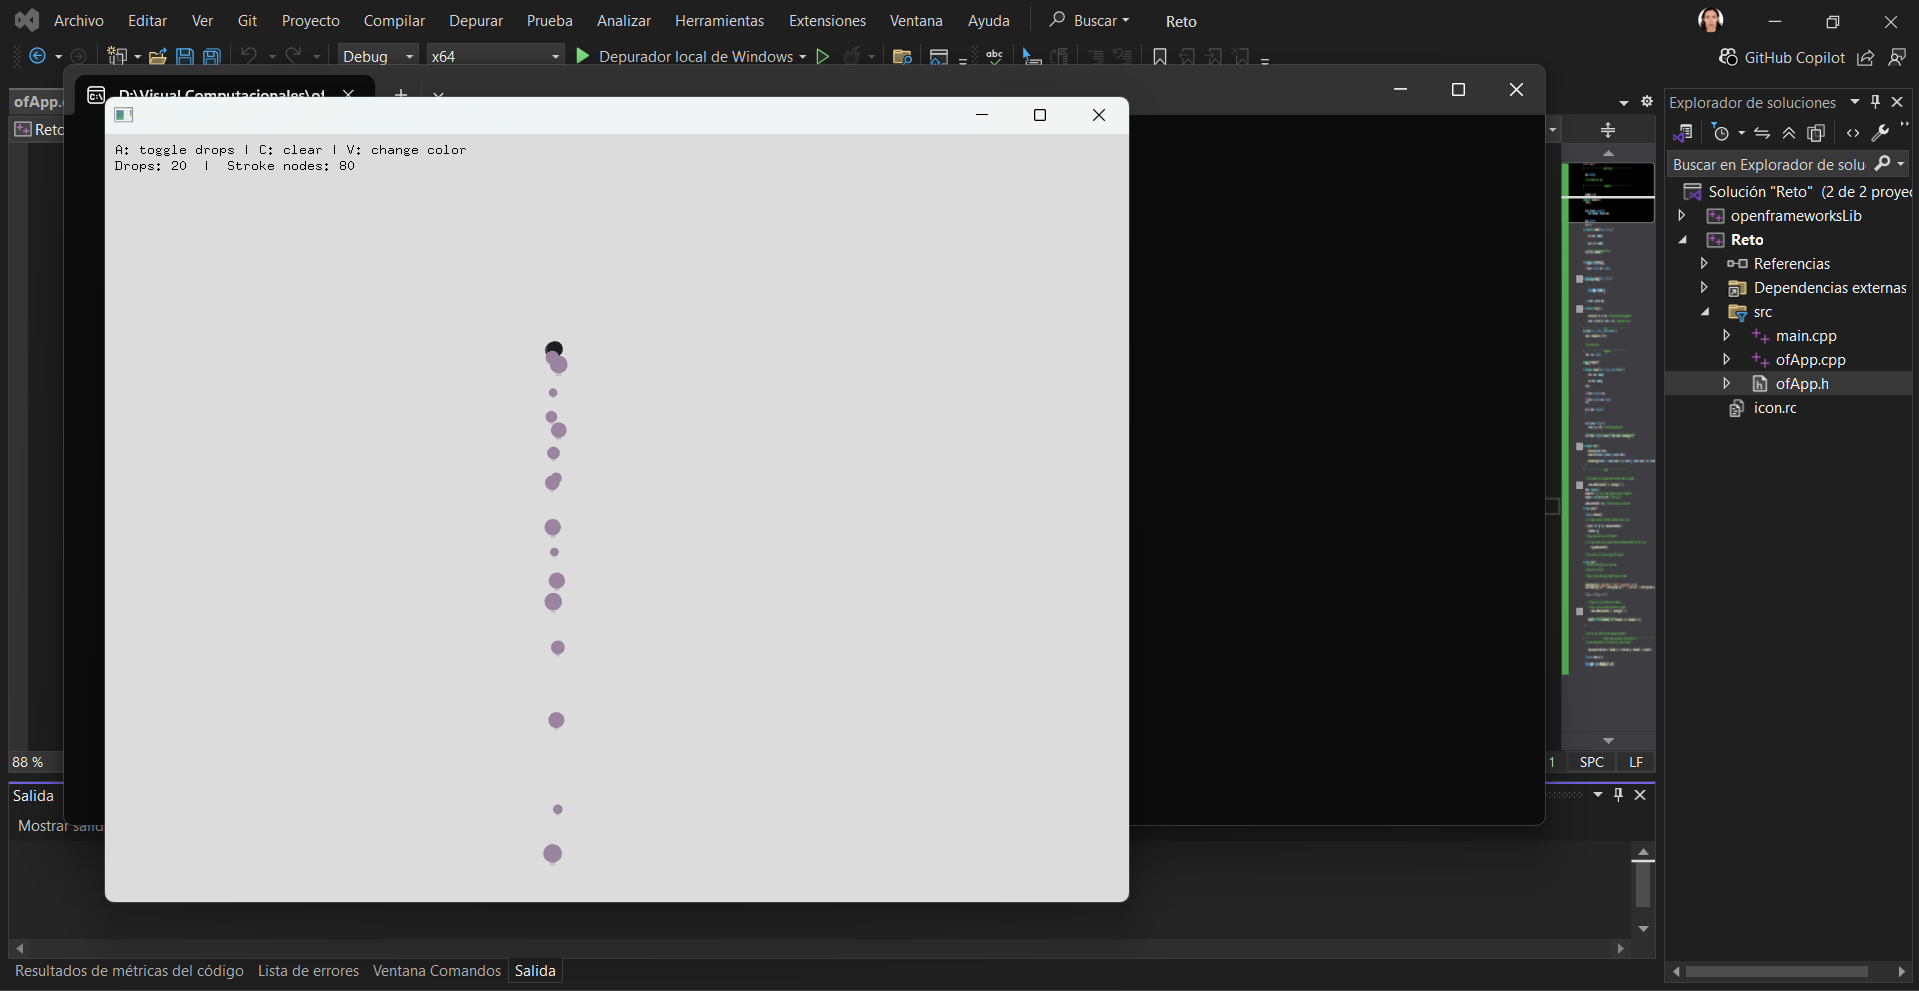 Archivo Editar Ver Git Proyecto Compilar Depurar Prueba Analizar Herramientas Extensiones Ventana Ayuda Buscar Reto
Debug x64 Depurador local de Windows abc GitHub Copilot
ofApp.
D:\Visual Computacionales\of
Reto
A: toggle drops | C: clear | V: change color
Drops: 20 | Stroke nodes: 80
Explorador de soluciones
Buscar en Explorador de solu
Solución "Reto" (2 de 2 proyec
openframeworksLib
Reto
Referencias
Dependencias externas
src
main.cpp
ofApp.cpp
ofApp.h
icon.rc
88 %
1 SPC LF
Salida
Mostrar salid
Resultados de métricas del código Lista de errores Ventana Comandos Salida